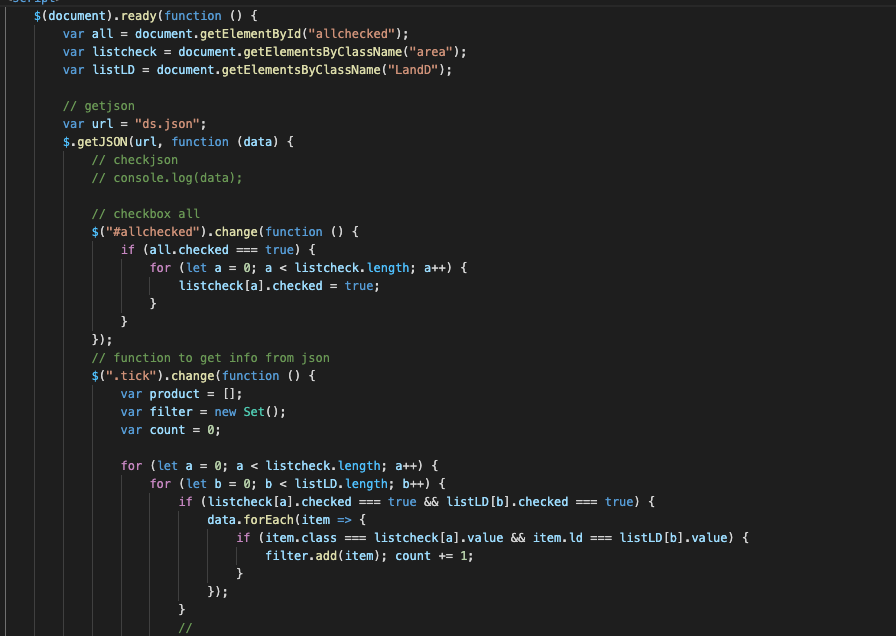 $(document).ready(function () {
var all = document.getElementById("allchecked");
var listcheck = document.getElementsByClassName("area");
var listLD = document.getElementsByClassName("LandD");
// getjson
var url = "ds.json";
$.getJSON(url, function (data) {
// checkjson
// console.log(data);
// checkbox all
$("#allchecked").change(function () {
if (all.checked === true) {
for (let a = 0; a < listcheck.length; a++) {
listcheck[a].checked = true;
}
}
});
// function to get info from json
$(".tick").change(function () {
var product = [];
var filter = new Set();
var count = 0;
for (let a = 0; a < listcheck.length; a++) {
for (let b = 0; b < listLD.length; b++) {
if (listcheck[a].checked === true && listLD[b].checked === true) {
data.forEach(item => {
if (item.class === listcheck[a].value && item.ld === listLD[b].value) {
filter.add(item); count += 1;
}
});
}
//